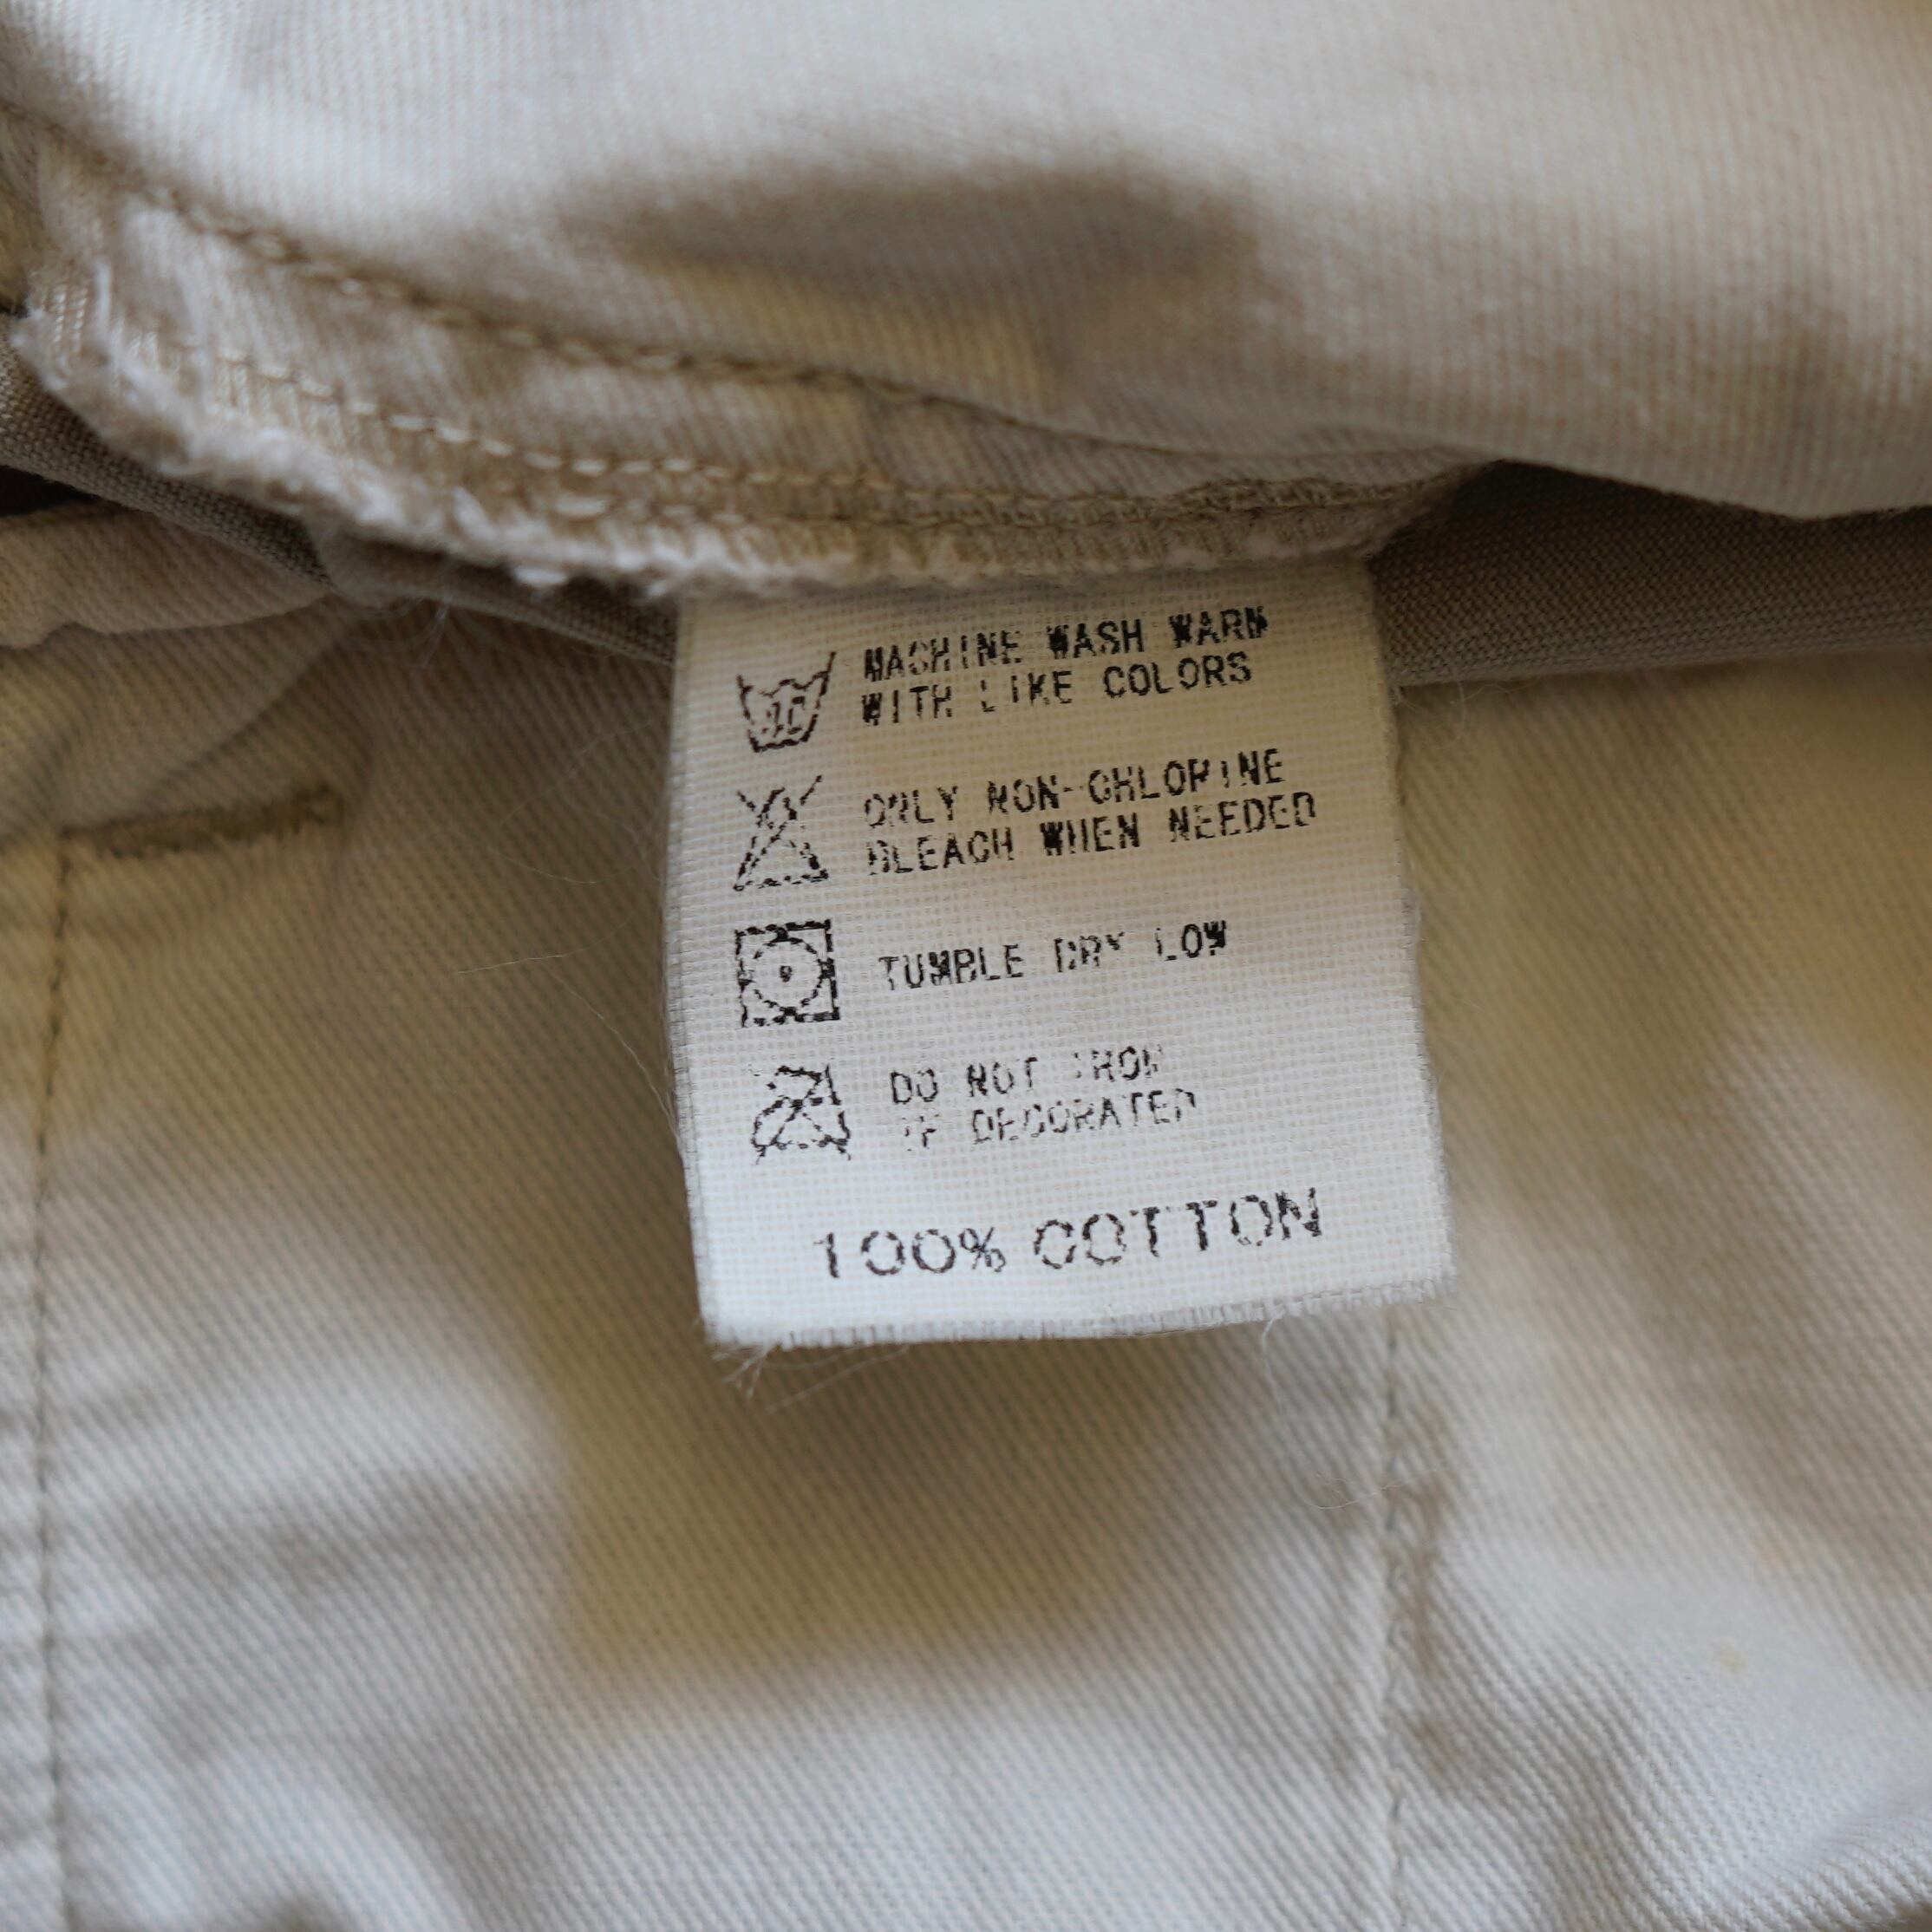 MACHINE WASH WARM
WITH LIKE COLORS
ONLY NON-CHLORINE
BLEACH WHEN NEEDED
TUMBLE DRY LOW
DO NOT IRON
IF DECORATED
100% COTTON